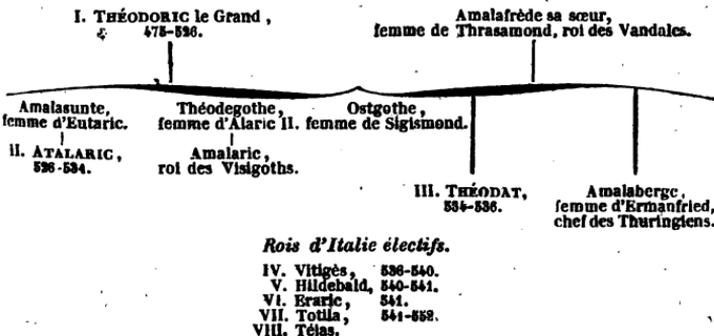 I. THÉODORIC le Grand,
475-526.
Amalafrède sa sœur,
femme de Thrasamond, roi des Vandales.
Amalasunte,
femme d'Eutaric.
II. ATALARIC,
526-534.
Théodegothe,
femme d'Alaric II.
Amalaric,
roi des Visigoths.
Ostgothe,
femme de Sigismond.
III. THÉODAT,
534-536.
Amalaberge,
femme d'Ermanfried,
chef des Thuringiens.
Rois d'Italie électifs.
IV. Vitigès, 536-540.
V. Hildebald, 540-541.
VI. Eraric, 541.
VII. Totila, 541-552.
VIII. Téias.